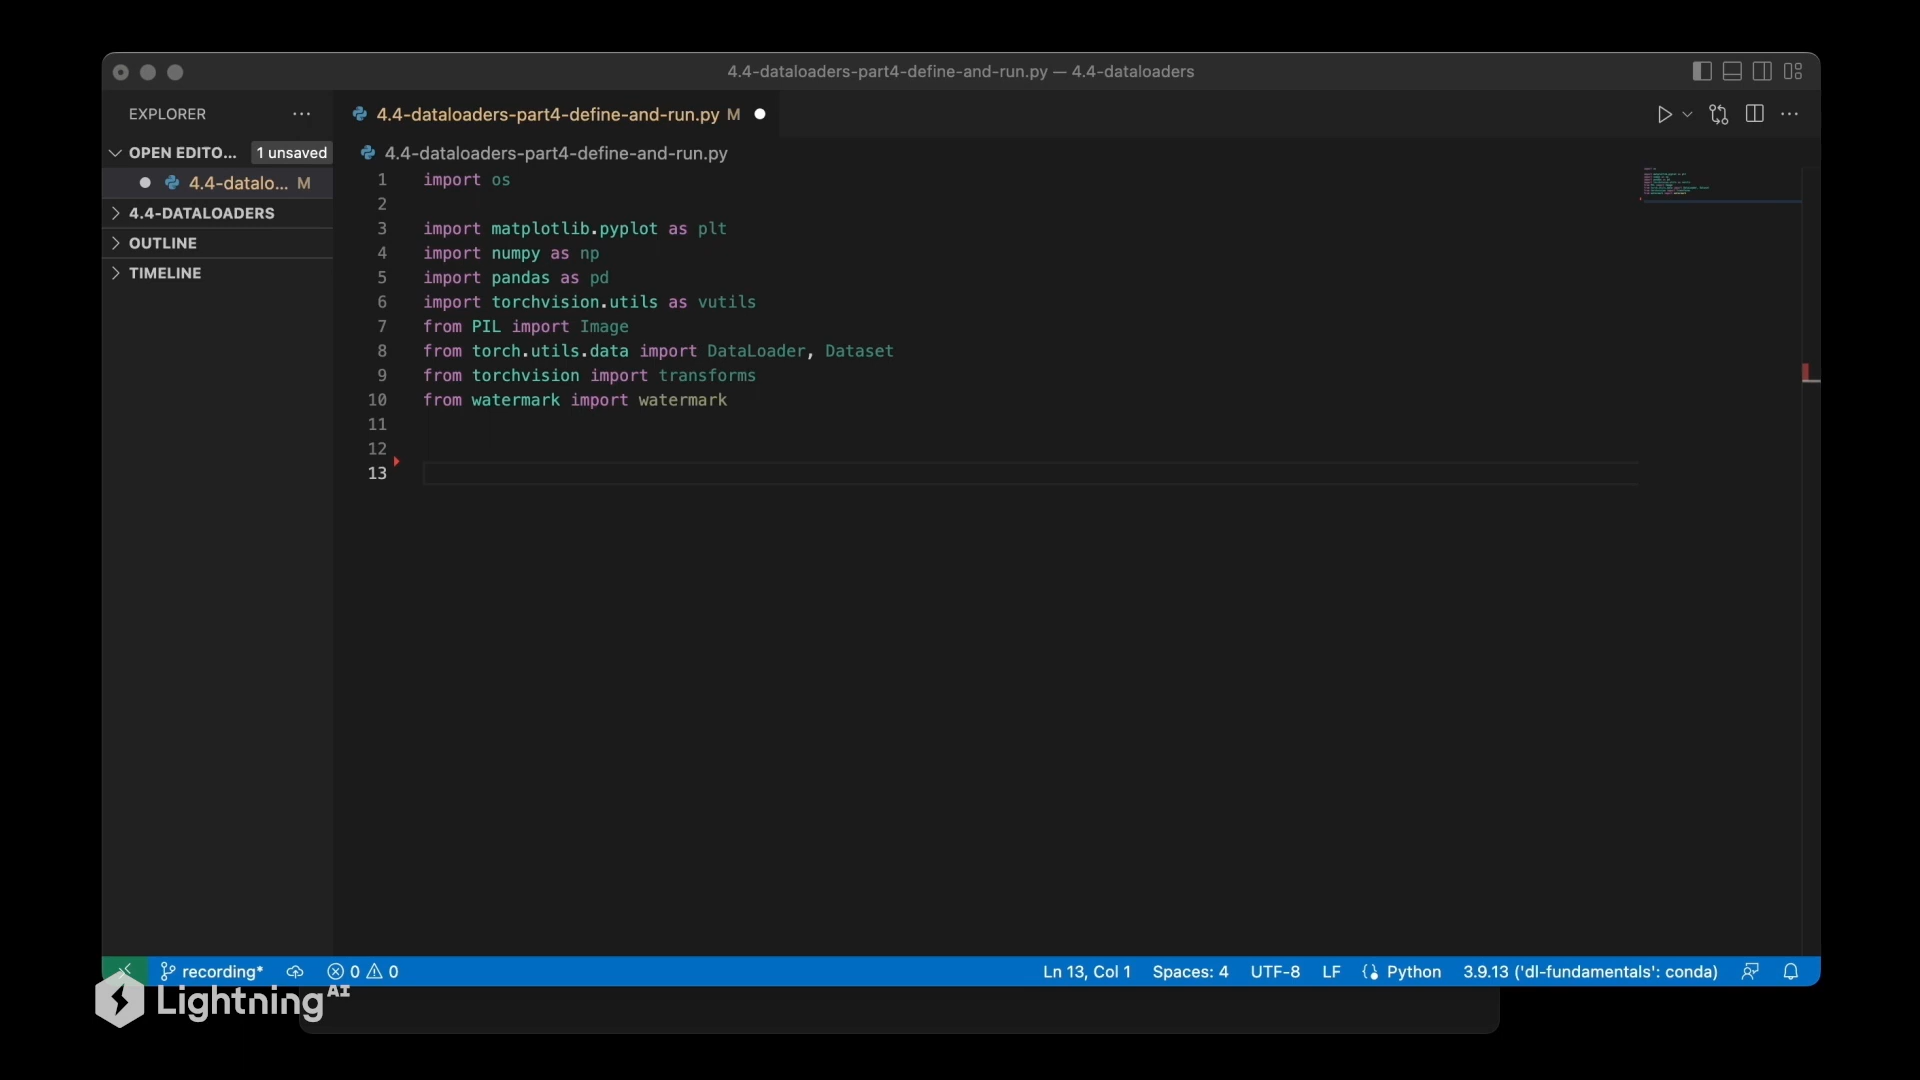 4.4-dataloaders-part4-define-and-run.py — 4.4-dataloaders
EXPLORER
4.4-dataloaders-part4-define-and-run.py M
OPEN EDITO... 1 unsaved
4.4-datalo... M
4.4-DATALOADERS
OUTLINE
TIMELINE
4.4-dataloaders-part4-define-and-run.py
1 import os
2
3 import matplotlib.pyplot as plt
4 import numpy as np
5 import pandas as pd
6 import torchvision.utils as vutils
7 from PIL import Image
8 from torch.utils.data import DataLoader, Dataset
9 from torchvision import transforms
10 from watermark import watermark
11
12
13
recording* 0 0 Ln 13, Col 1 Spaces: 4 UTF-8 LF Python 3.9.13 ('dl-fundamentals': conda)
Lightning AI